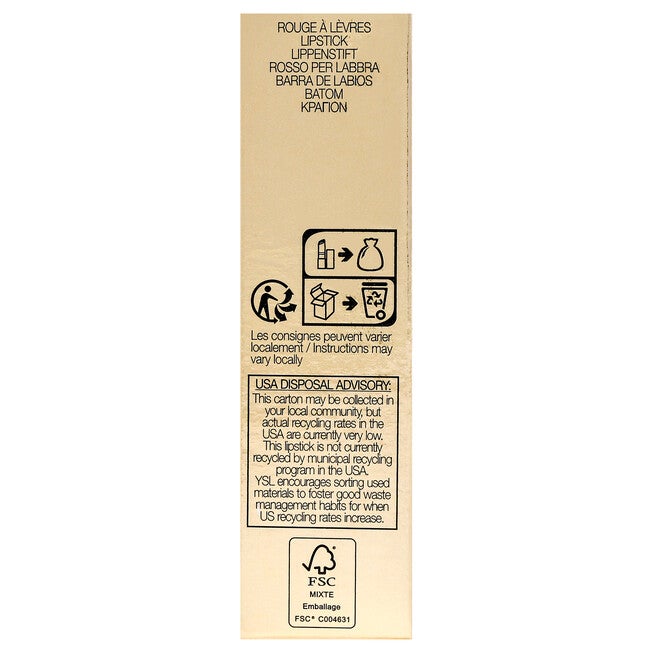 ROUGE À LÈVRES
LIPSTICK
LIPPENSTIFT
ROSSO PER LABBRA
BARRA DE LABIOS
BATOM
ΚΡΑΓΙΟΝ
Les consignes peuvent varier
localement / Instructions may
vary locally
USA DISPOSAL ADVISORY:
This carton may be collected in
your local community, but
actual recycling rates in the
USA are currently very low.
This lipstick is not currently
recycled by municipal recycling
program in the USA.
YSL encourages sorting used
materials to foster good waste
management habits for when
US recycling rates increase.
FSC
MIXTE
Emballage
FSC® C004631